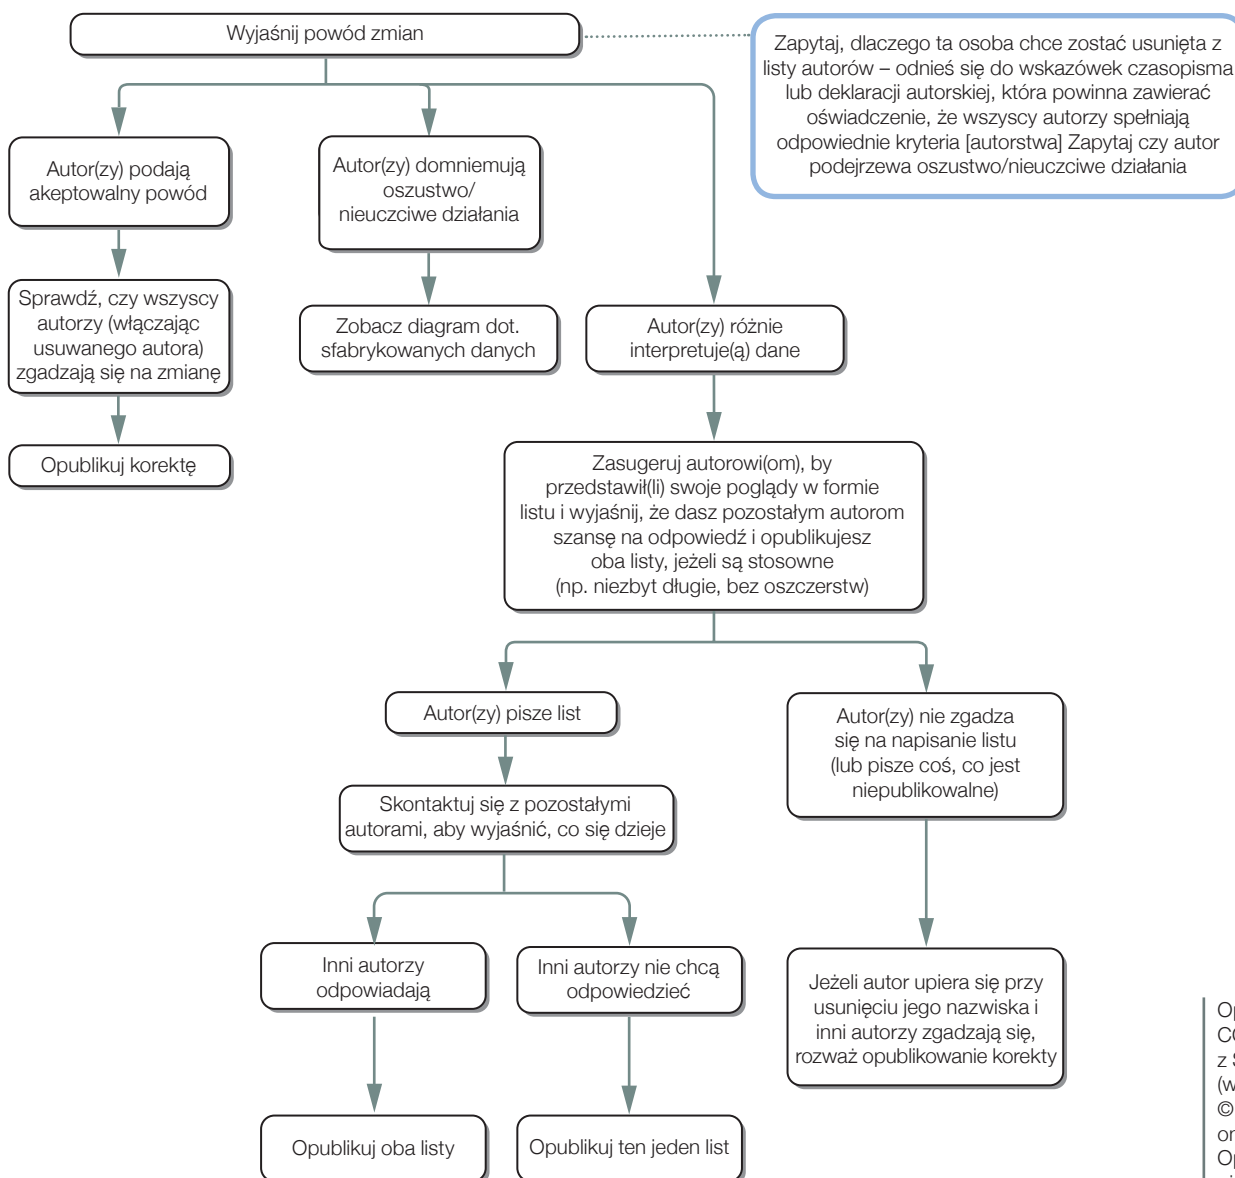 Wyjaśnij powód zmian
Zapytaj, dlaczego ta osoba chce zostać usunięta z
listy autorów – odnieś się do wskazówek czasopisma
lub deklaracji autorskiej, która powinna zawierać
oświadczenie, że wszyscy autorzy spełniają
odpowiednie kryteria [autorstwa] Zapytaj czy autor
podejrzewa oszustwo/nieuczciwe działania
Autor(zy) podają
akceptowalny powód
Autor(zy) domniemują
oszustwo/
nieuczciwe działania
Sprawdź, czy wszyscy
autorzy (włączając
usuwanego autora)
zgadzają się na zmianę
Zobacz diagram dot.
sfabrykowanych danych
Autor(zy) różnie
interpretuje(ą) dane
Opublikuj korektę
Zasugeruj autorowi(om), by
przedstawił(li) swoje poglądy w formie
listu i wyjaśnij, że dasz pozostałym autorom
szansę na odpowiedź i opublikujesz
oba listy, jeżeli są stosowne
(np. niezbyt długie, bez oszczerstw)
Autor(zy) pisze list
Autor(zy) nie zgadza
się na napisanie listu
(lub pisze coś, co jest
niepublikowalne)
Skontaktuj się z pozostałymi
autorami, aby wyjaśnić, co się dzieje
Inni autorzy
odpowiadają
Inni autorzy nie chcą
odpowiedzieć
Jeżeli autor upiera się przy
usunięciu jego nazwiska i
inni autorzy zgadzają się,
rozważ opublikowanie korekty
Opublikuj oba listy
Opublikuj ten jeden list
z
©